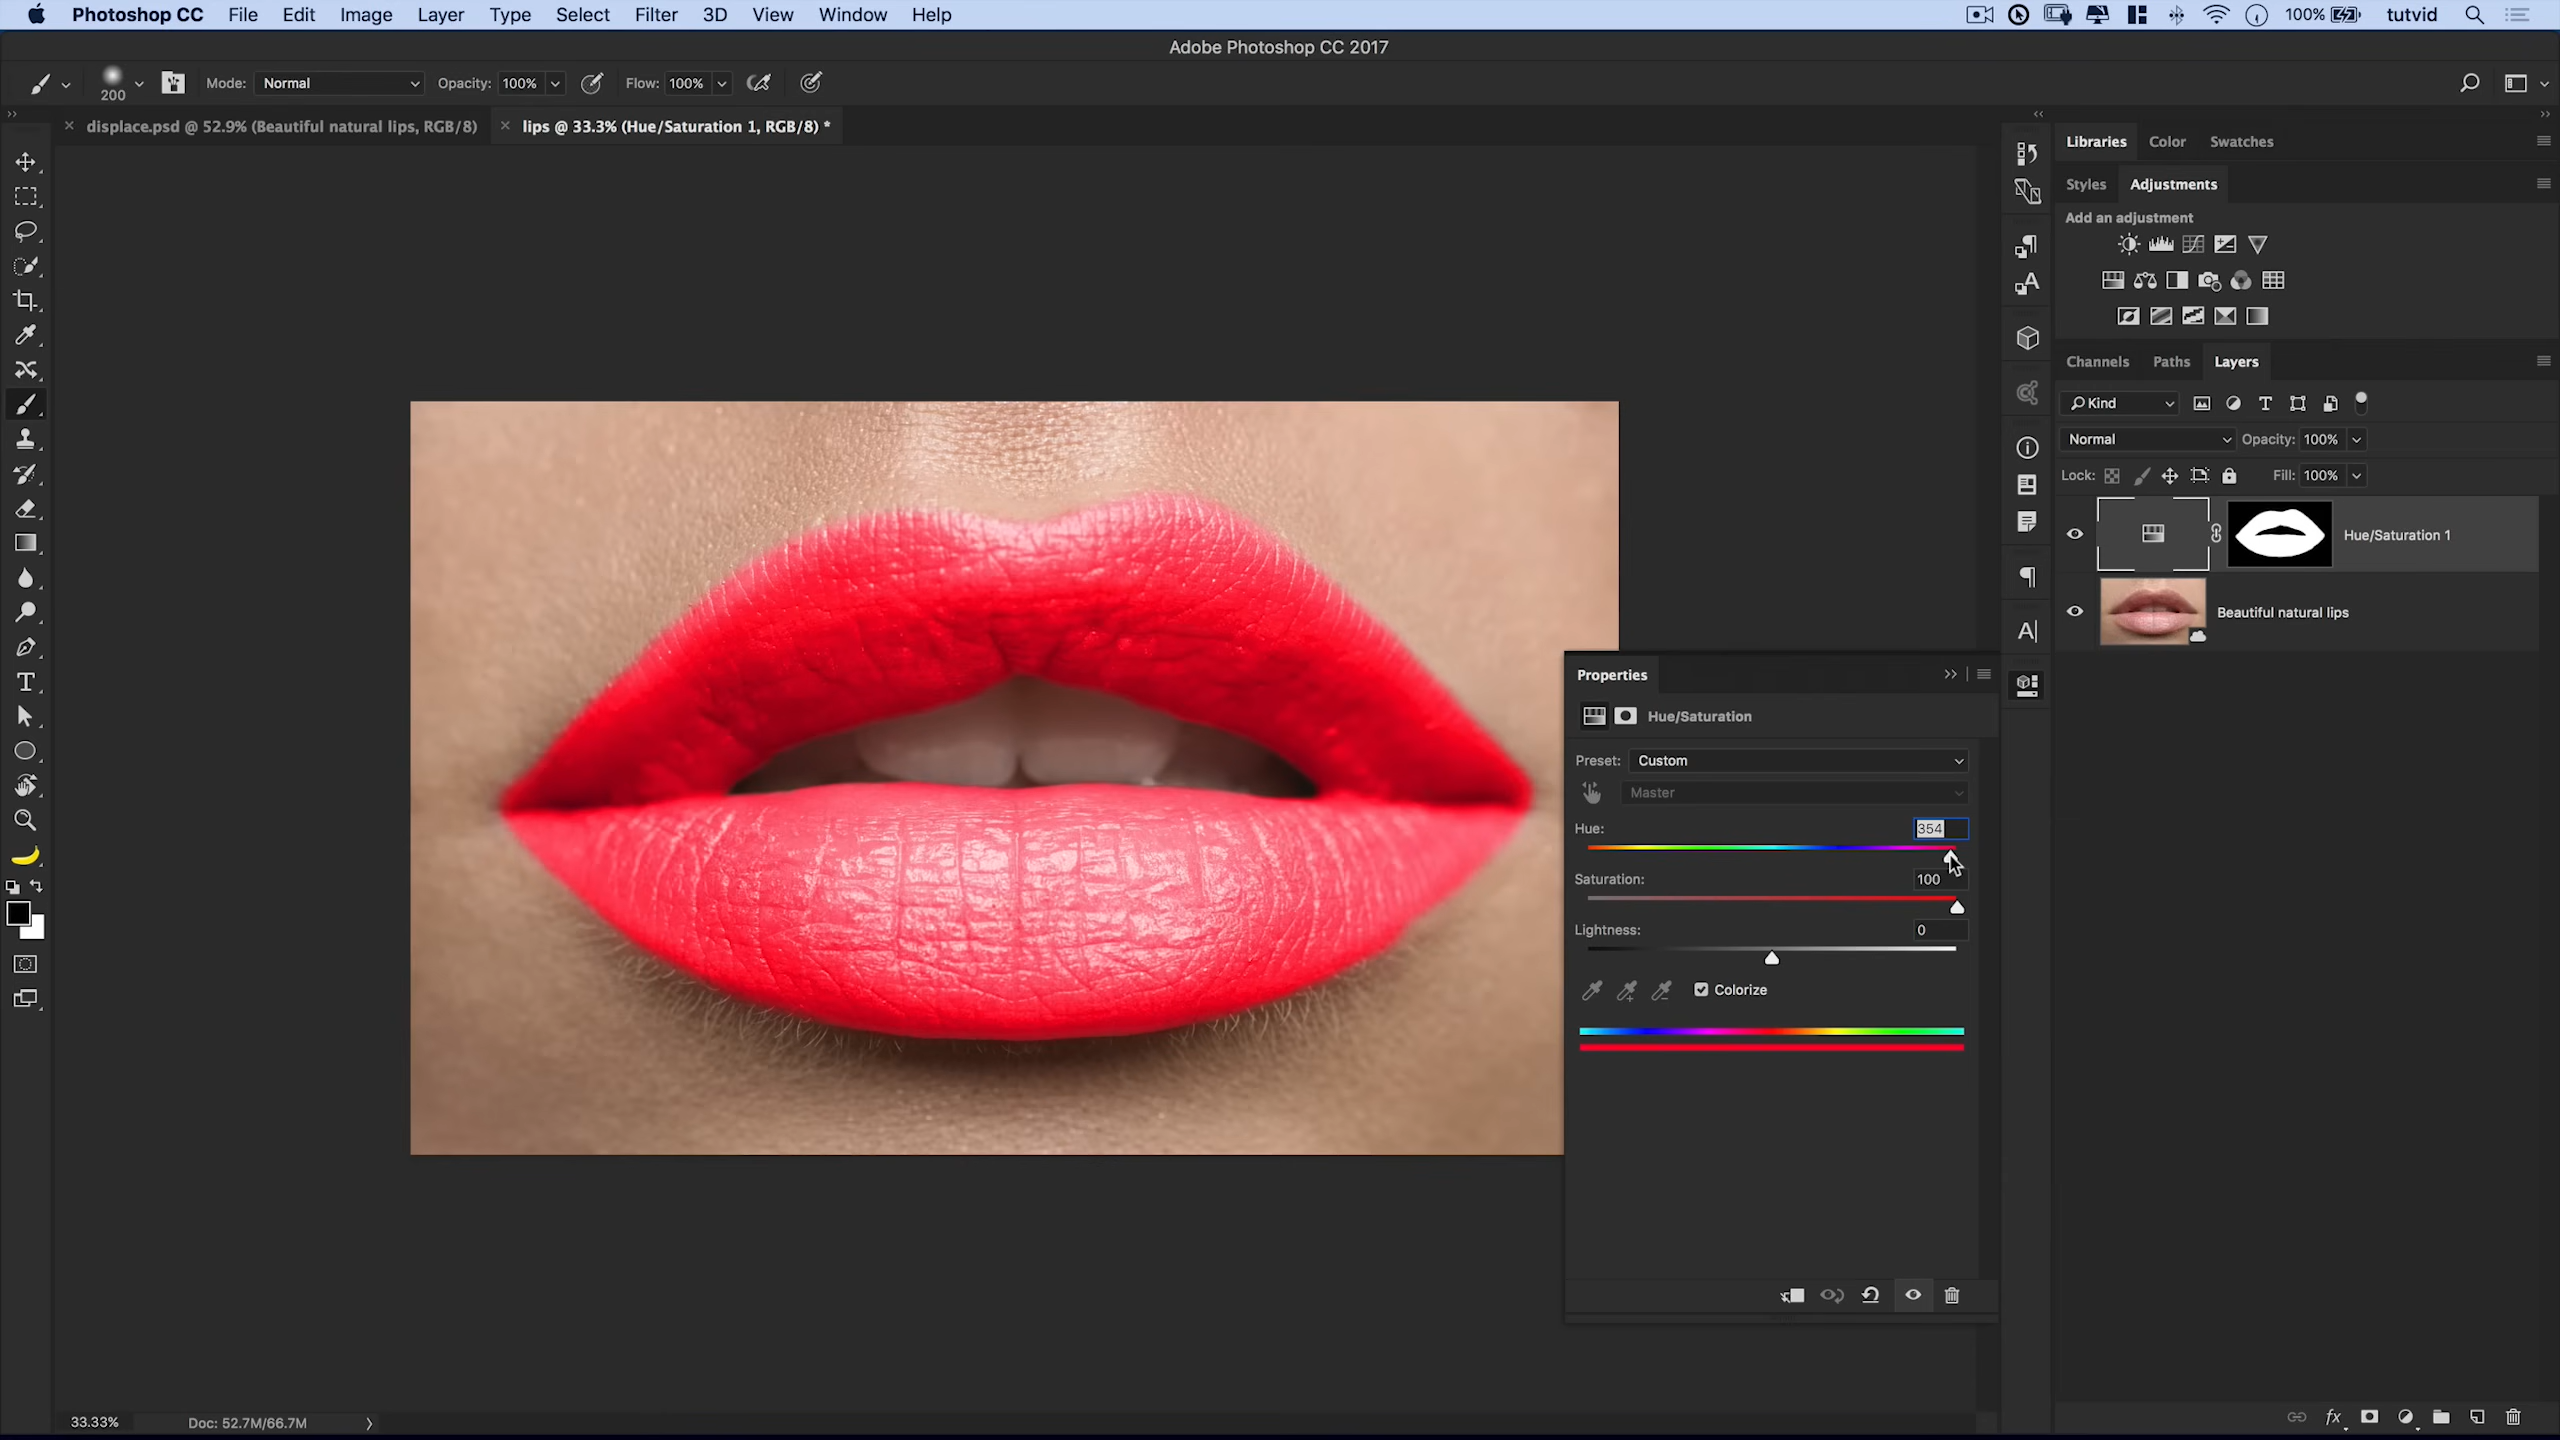 Photoshop CC File Edit Image Layer Type Select Filter 3D View Window Help 100% tutvid
Adobe Photoshop CC 2017
200 Mode: Normal Opacity: 100% Flow: 100%
displace.psd @ 52.9% (Beautiful natural lips, RGB/8) lips @ 33.3% (Hue/Saturation 1, RGB/8) *
Libraries Color Swatches
Styles Adjustments
Add an adjustment
Channels Paths Layers
Kind
Normal Opacity: 100%
Lock: Fill: 100%
Hue/Saturation 1
Beautiful natural lips
Properties
Hue/Saturation
Preset: Custom
Master
Hue: 354
Saturation: 100
Lightness: 0
Colorize
33.33% Doc: 52.7M/66.7M